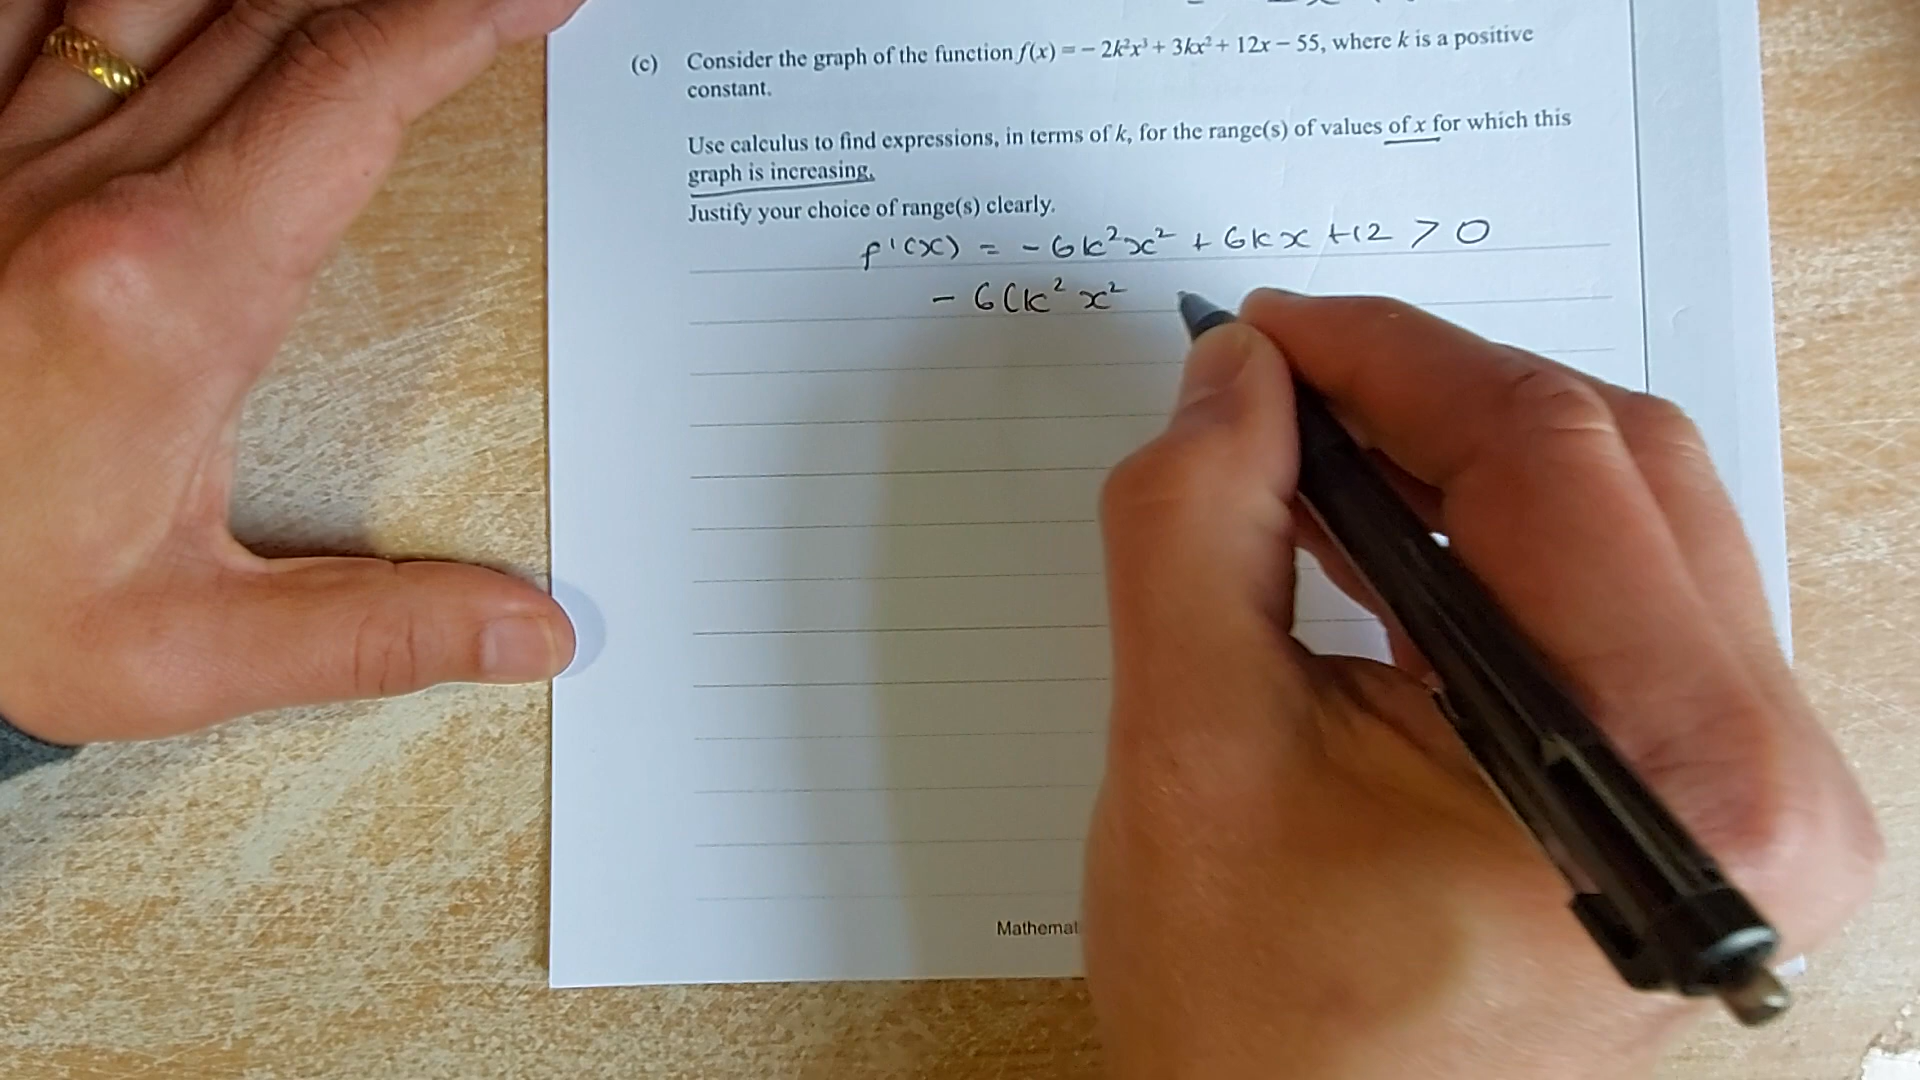 (c) Consider the graph of the function f(x) = − 2k²x³ + 3kx² + 12x − 55, where k is a positive
constant.
Use calculus to find expressions, in terms of k, for the range(s) of values of x for which this
graph is increasing.
Justify your choice of range(s) clearly.
f'(x) = - 6k²x² + 6kx + 12 > 0
- 6(k² x²